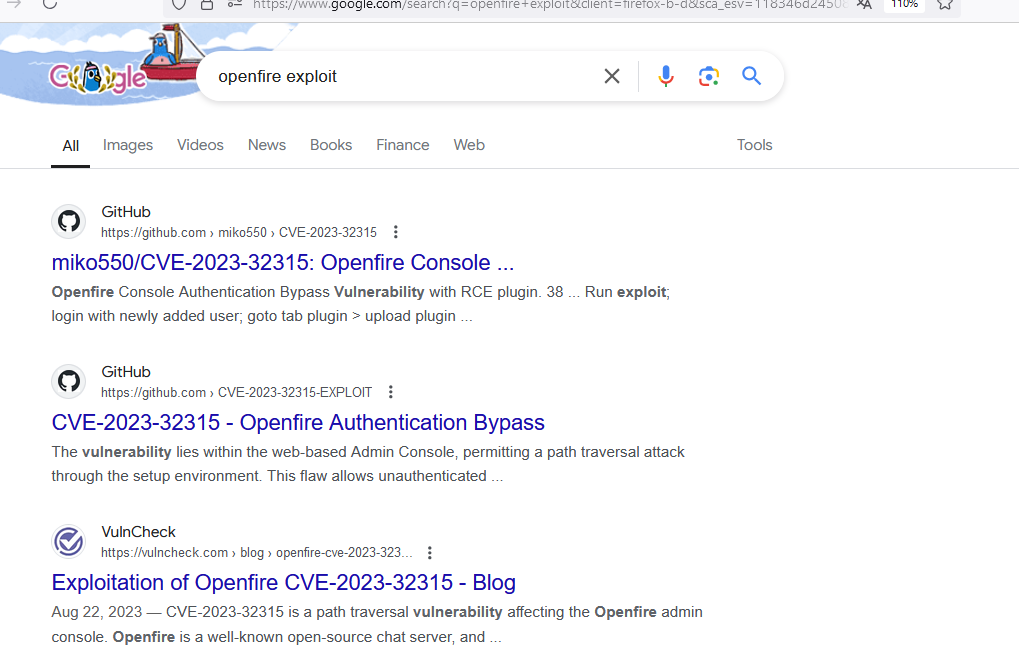 https://www.google.com/search?q=openfire+exploit&client=firefox-b-d&sca_esv=118346d24508
110%
Google
openfire exploit
All Images Videos News Books Finance Web Tools
GitHub
https://github.com › miko550 › CVE-2023-32315
miko550/CVE-2023-32315: Openfire Console ...
Openfire Console Authentication Bypass Vulnerability with RCE plugin. 38 ... Run exploit;
login with newly added user; goto tab plugin > upload plugin ...
GitHub
https://github.com › CVE-2023-32315-EXPLOIT
CVE-2023-32315 - Openfire Authentication Bypass
The vulnerability lies within the web-based Admin Console, permitting a path traversal attack
through the setup environment. This flaw allows unauthenticated ...
VulnCheck
https://vulncheck.com › blog › openfire-cve-2023-323...
Exploitation of Openfire CVE-2023-32315 - Blog
Aug 22, 2023 — CVE-2023-32315 is a path traversal vulnerability affecting the Openfire admin
console. Openfire is a well-known open-source chat server, and ...